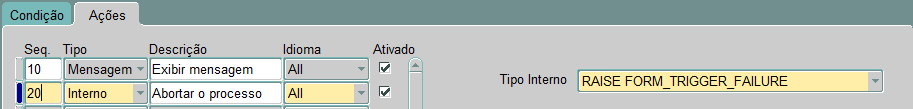 Condição Ações
Seq. Tipo Descrição Idioma Ativado
10 Mensagem Exibir mensagem All
Tipo Interno RAISE FORM_TRIGGER_FAILURE
20 Interno Abortar o processo All